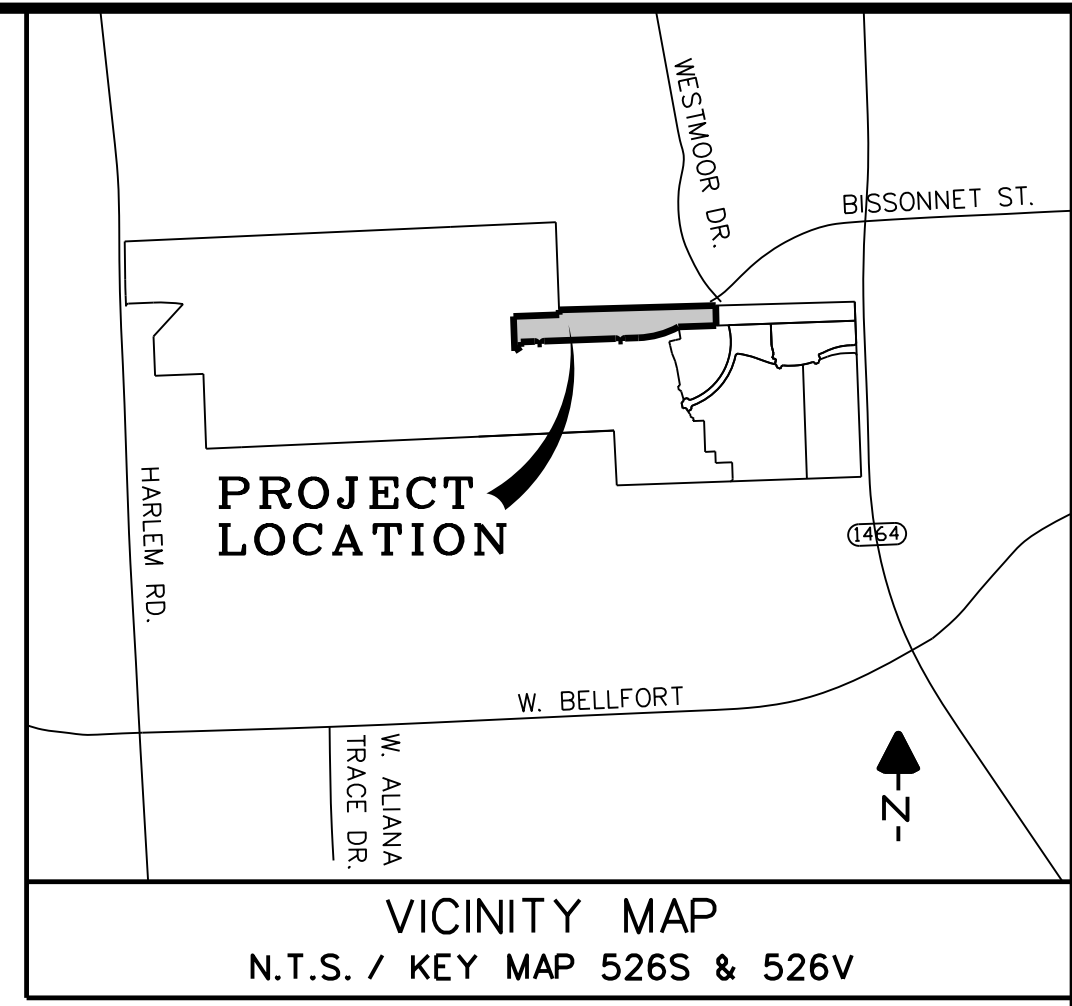 WESTMOOR DR.
BISSONNET ST.
PROJECT
LOCATION
HARLEM RD.
1464
W. BELLFORT
W. ALIANA
TRACE DR.
N
VICINITY MAP
N.T.S. / KEY MAP 526S & 526V